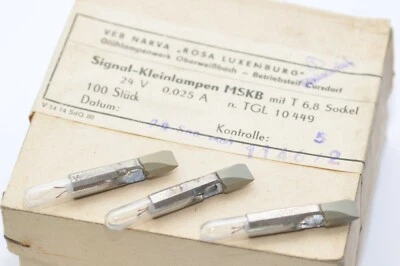 VEB NARVA „ROSA LUXEMBURG"
Glühlampenwerk Oberweißbach - Betriebsteil Cursdorf
Signal-Kleinlampen MSKB mit T 6,8 Sockel
24 V 0,025 A n. TGL 10449
100 Stück
Datum: Kontrolle: 5